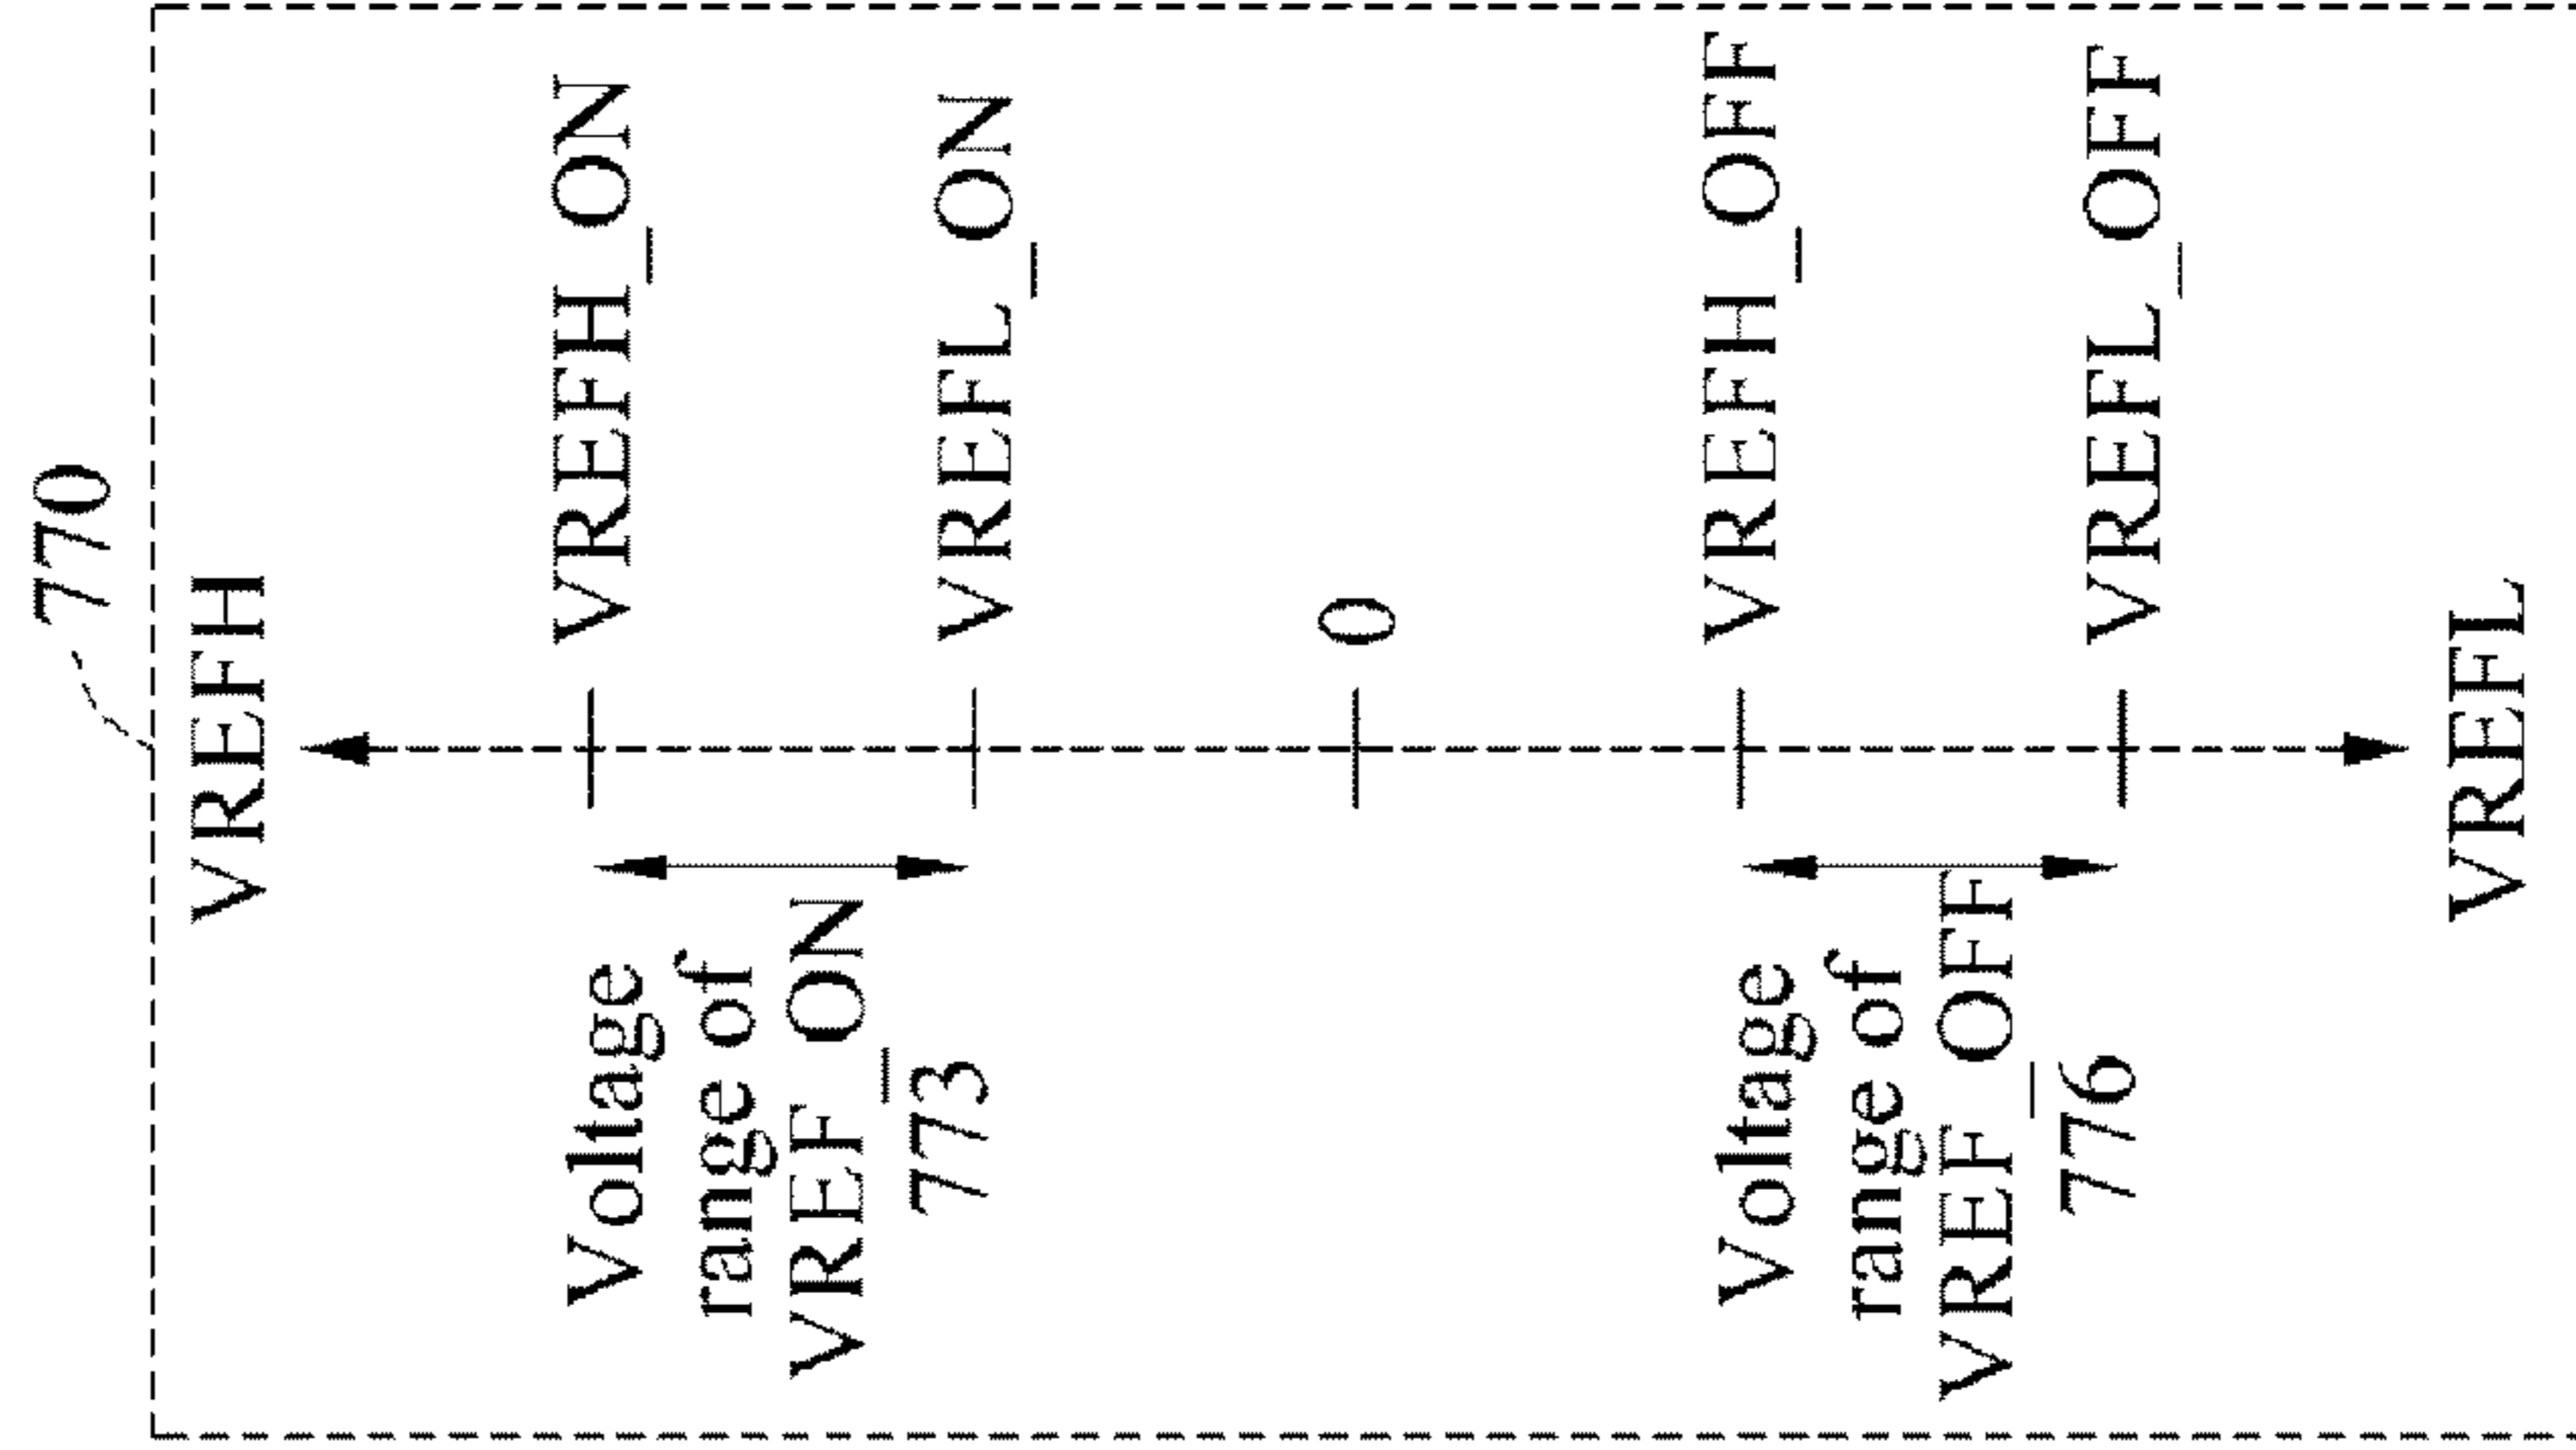 770
VREFH
VREFH_ON
Voltage
range of
VREF_ON
773
VREFL_ON
0
VREFH_OFF
Voltage
range of
VREF_OFF
776
VREFL_OFF
VREFL